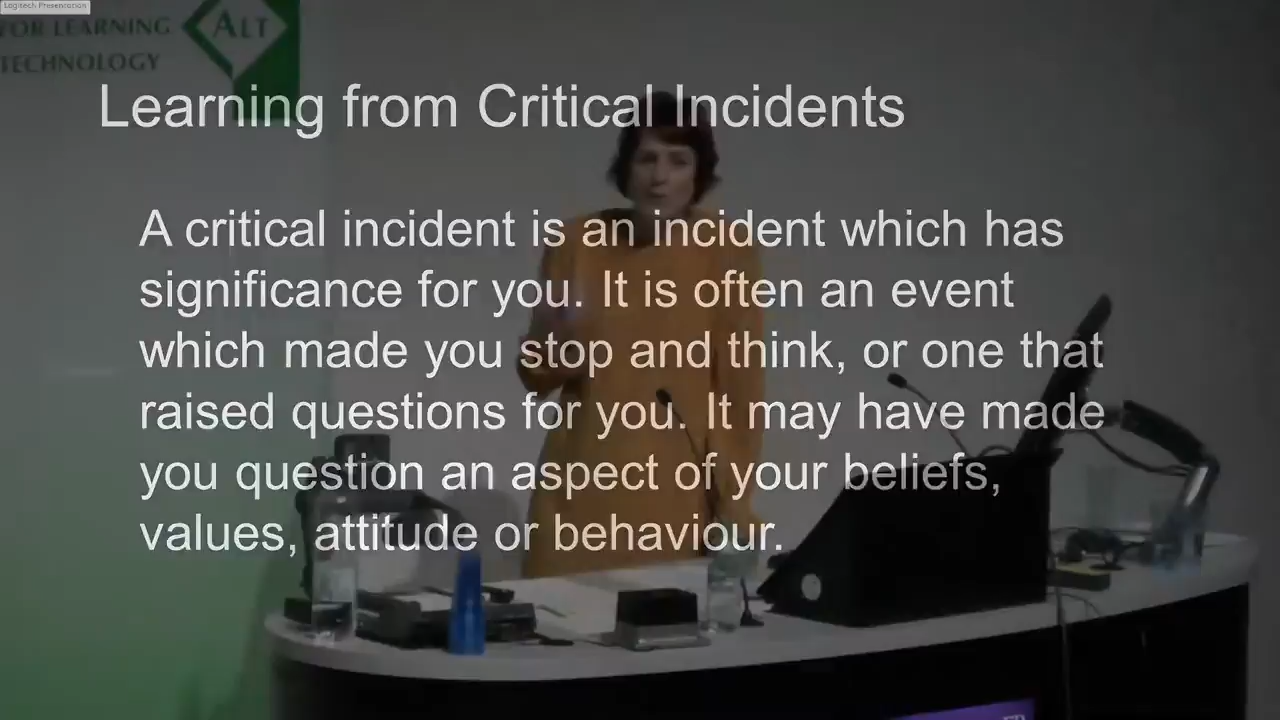 Logitech Presentation
FOR LEARNING
TECHNOLOGY
ALT
Learning from Critical Incidents
A critical incident is an incident which has
significance for you. It is often an event
which made you stop and think, or one that
raised questions for you. It may have made
you question an aspect of your beliefs,
values, attitude or behaviour.